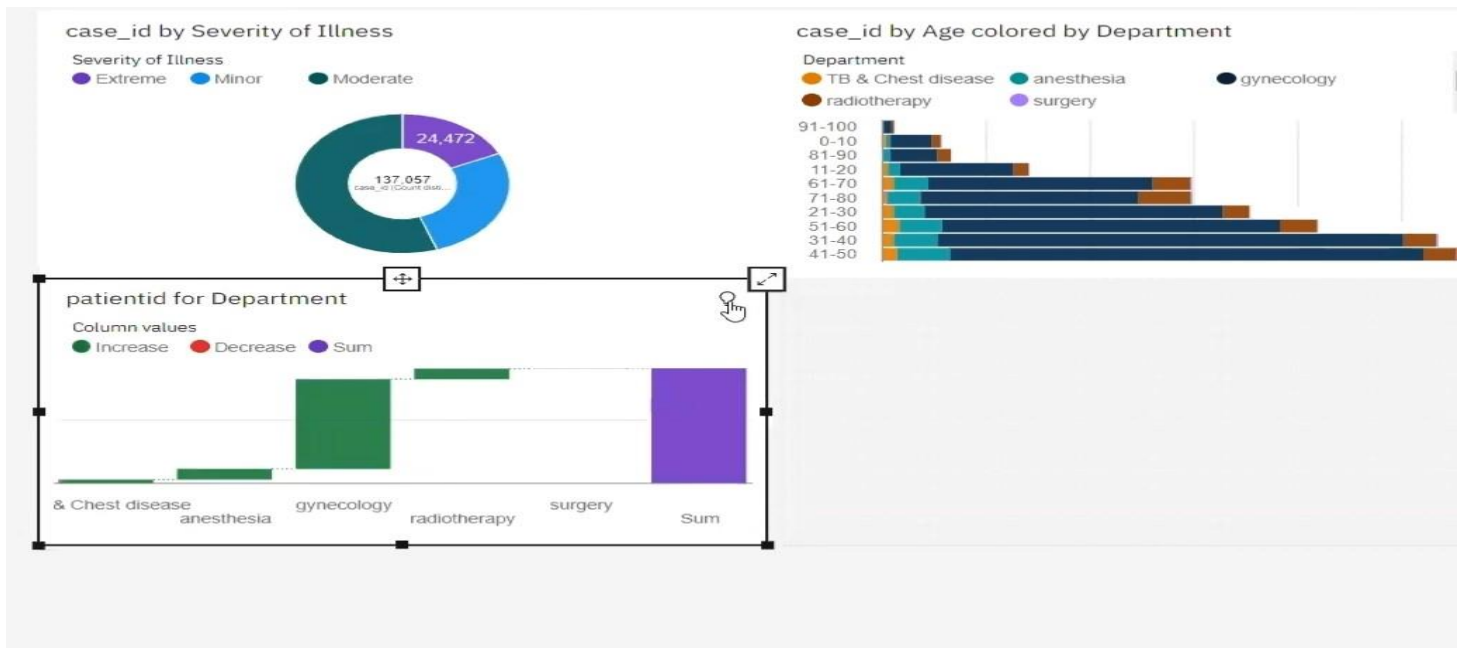 case_id by Severity of Illness
Severity of Illness
Extreme Minor Moderate
24,472
137,057
case_id (Count disti...
case_id by Age colored by Department
Department
TB & Chest disease anesthesia gynecology
radiotherapy surgery
91-100
0-10
81-90
11-20
61-70
71-80
21-30
51-60
31-40
41-50
patientid for Department
Column values
Increase Decrease Sum
& Chest disease
anesthesia
gynecology
radiotherapy
surgery
Sum